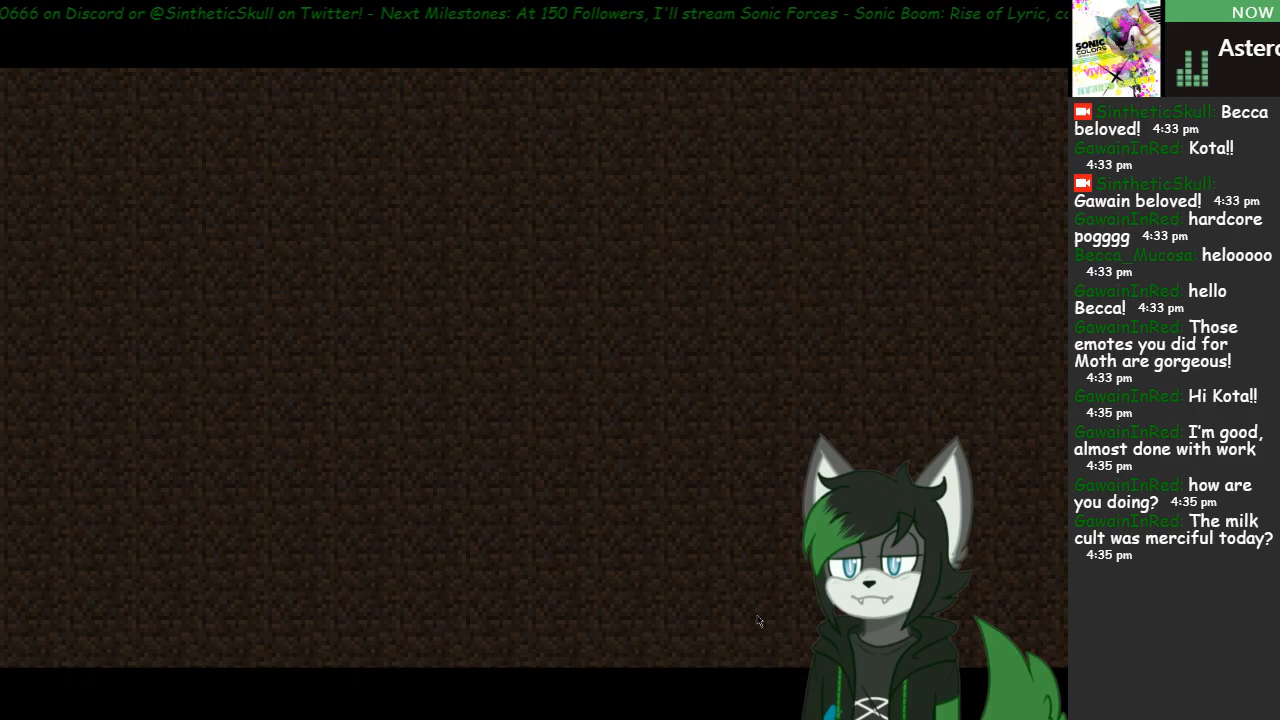 0666 on Discord or @SintheticSkull on Twitter! - Next Milestones: At 150 Followers, I'll stream Sonic Forces - Sonic Boom: Rise of Lyric, co
NOW
SONIC
COLORS
Astero
SintheticSkull: Becca
beloved! 4:33 pm
GawainInRed: Kota!!
4:33 pm
SintheticSkull:
Gawain beloved! 4:33 pm
GawainInRed: hardcore
pogggg 4:33 pm
Becca_Mucosa: helooooo
4:33 pm
GawainInRed: hello
Becca! 4:33 pm
GawainInRed: Those
emotes you did for
Moth are gorgeous!
4:33 pm
GawainInRed: Hi Kota!!
4:35 pm
GawainInRed: I'm good,
almost done with work
4:35 pm
GawainInRed: how are
you doing? 4:35 pm
GawainInRed: The milk
cult was merciful today?
4:35 pm